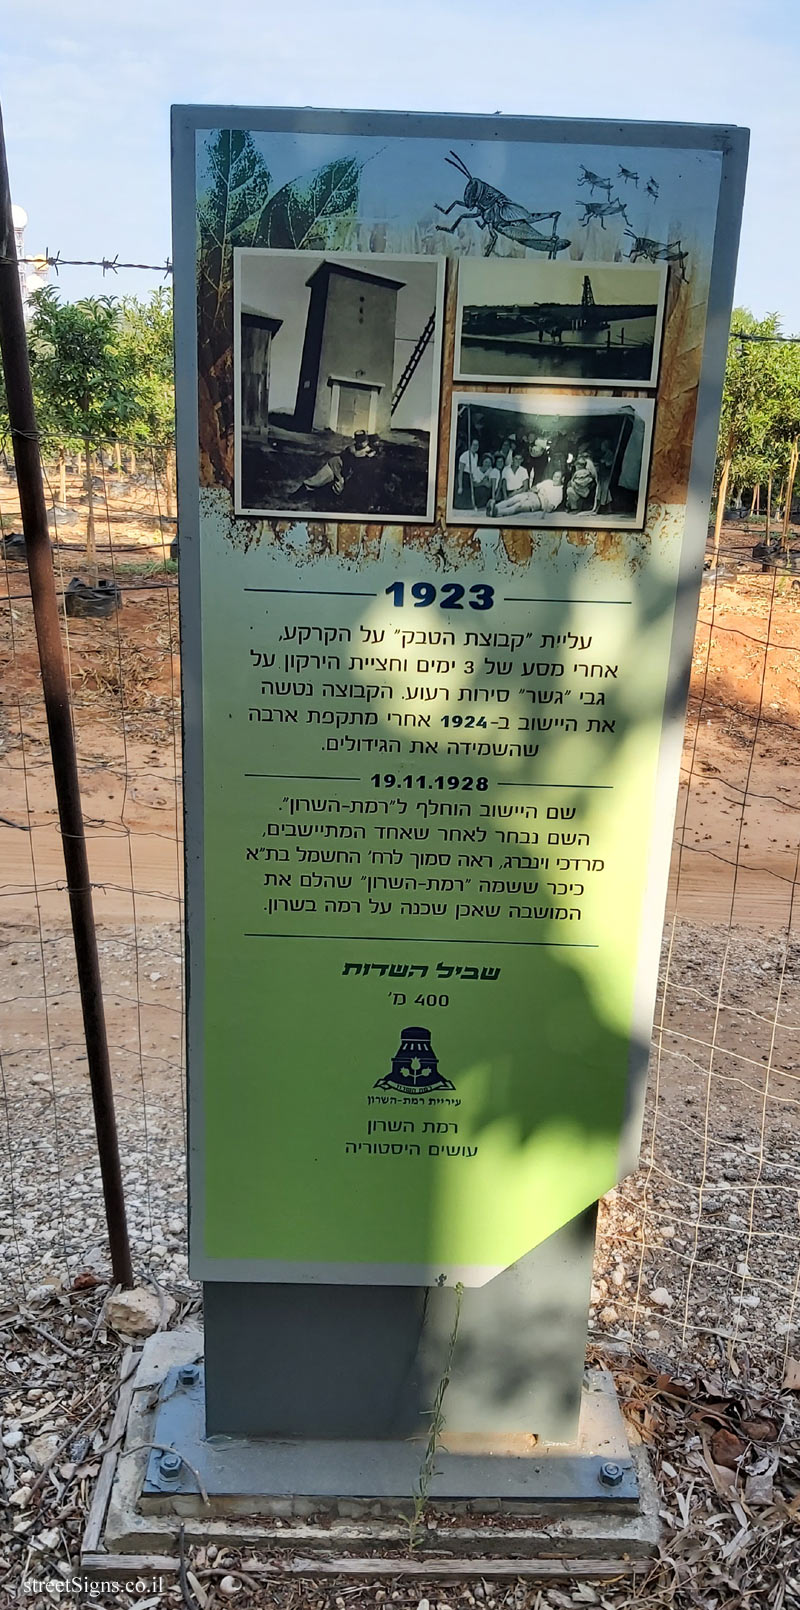 1923
עליית "קבוצת הטבק" על הקרקע,
אחרי מסע של 3 ימים וחציית הירקון על
גבי "גשר" סירות רעוע. הקבוצה נטשה
את היישוב ב-1924 אחרי מתקפת ארבה
שהשמידה את הגידולים.
19.11.1928
שם היישוב הוחלף ל"רמת-השרון".
השם נבחר לאחר שאחד המתיישבים,
מרדכי וינברג, ראה סמוך לרח' החשמל בת"א
כיכר ששמה "רמת-השרון" שהלם את
המושבה שאכן שכנה על רמה בשרון.
שביל השדות
400 מ'
רמת השרון
עיריית רמת-השרון
רמת השרון
עושים היסטוריה
streetSigns.co.il